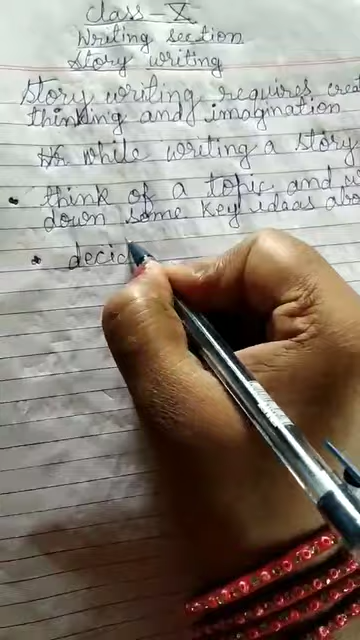 Class-X
Writing section
Story writing
Story writing requires crea
thinking and imagination
while writing a story
• think of a topic and
down some key ideas abo
• decid